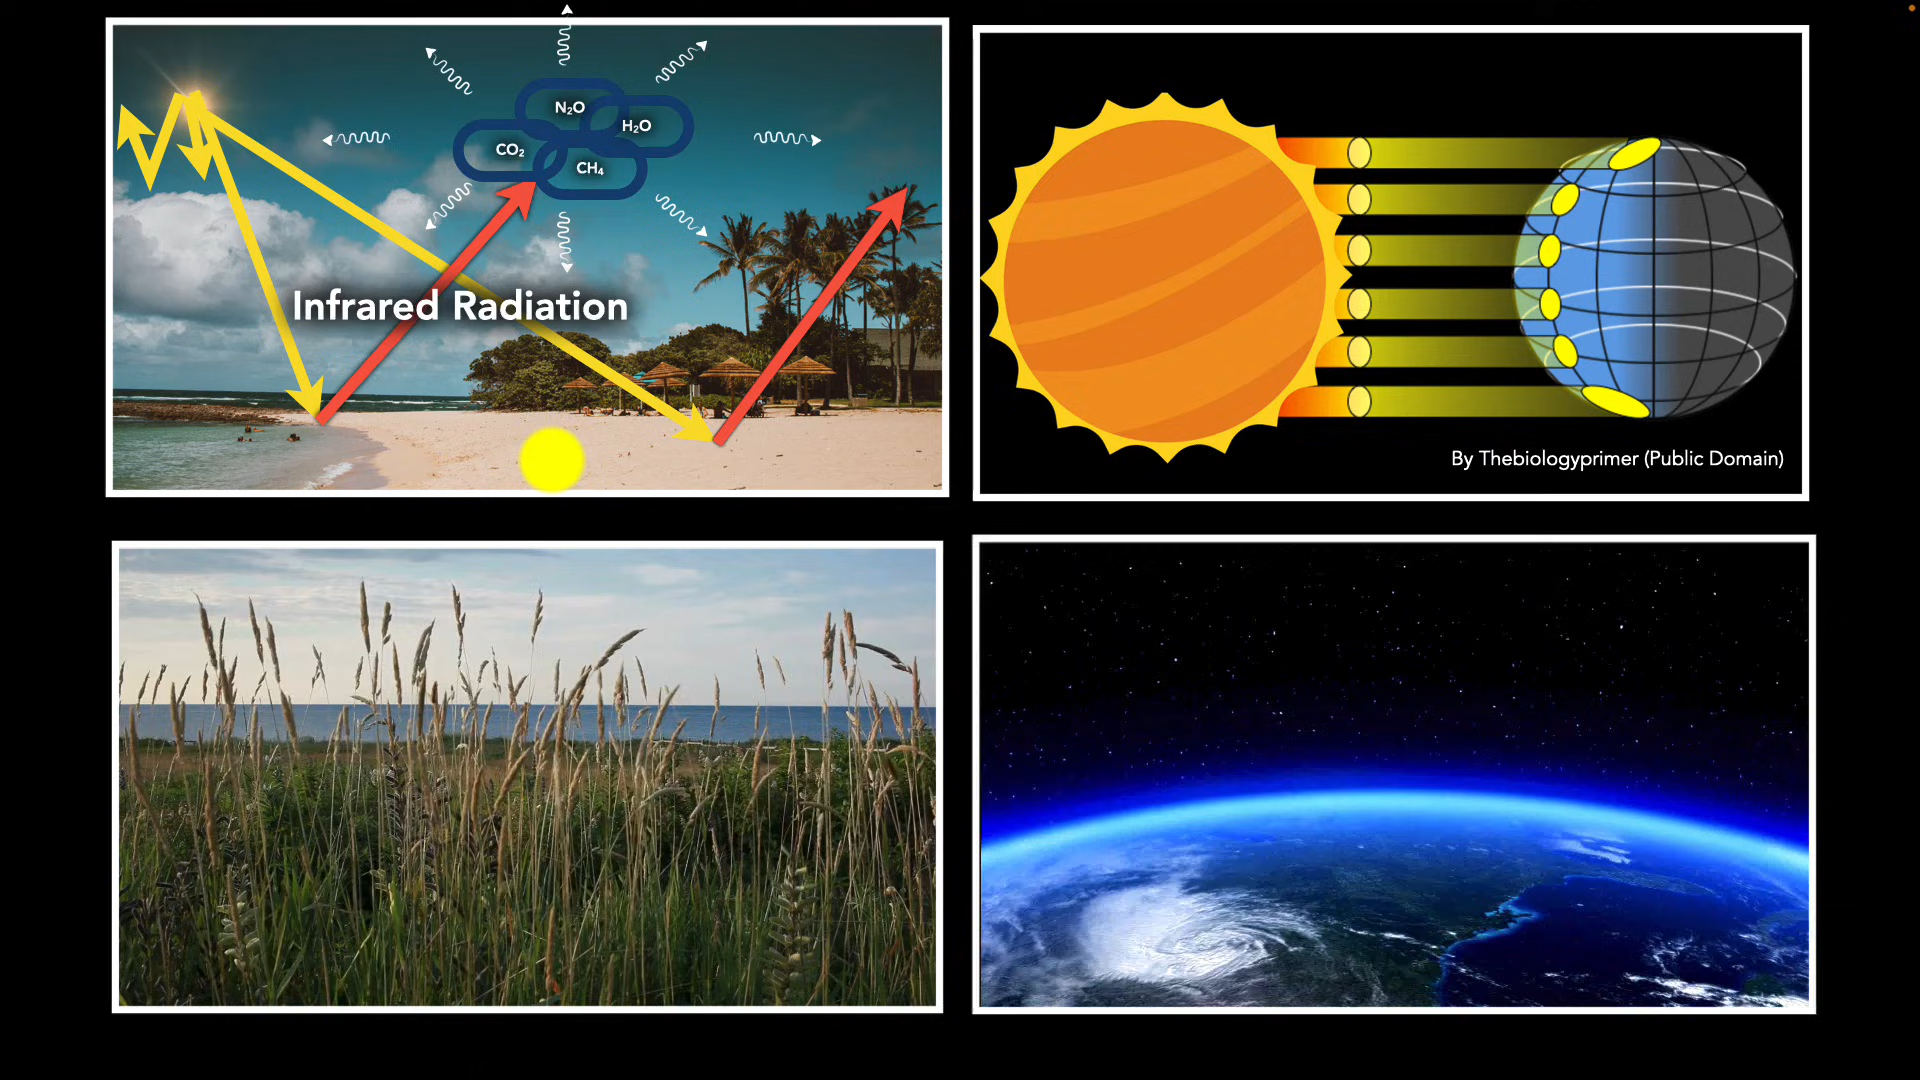 N₂O
H₂O
CO₂
CH₄
Infrared Radiation
By Thebiologyprimer (Public Domain)